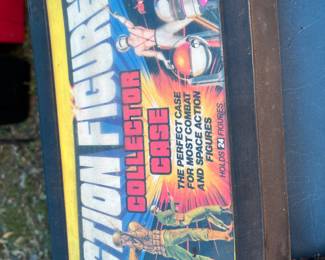 ACTION FIGURE
COLLECTOR
CASE
THE PERFECT CASE
FOR MOST COMBAT
AND SPACE ACTION
FIGURES
HOLDS 24 FIGURES